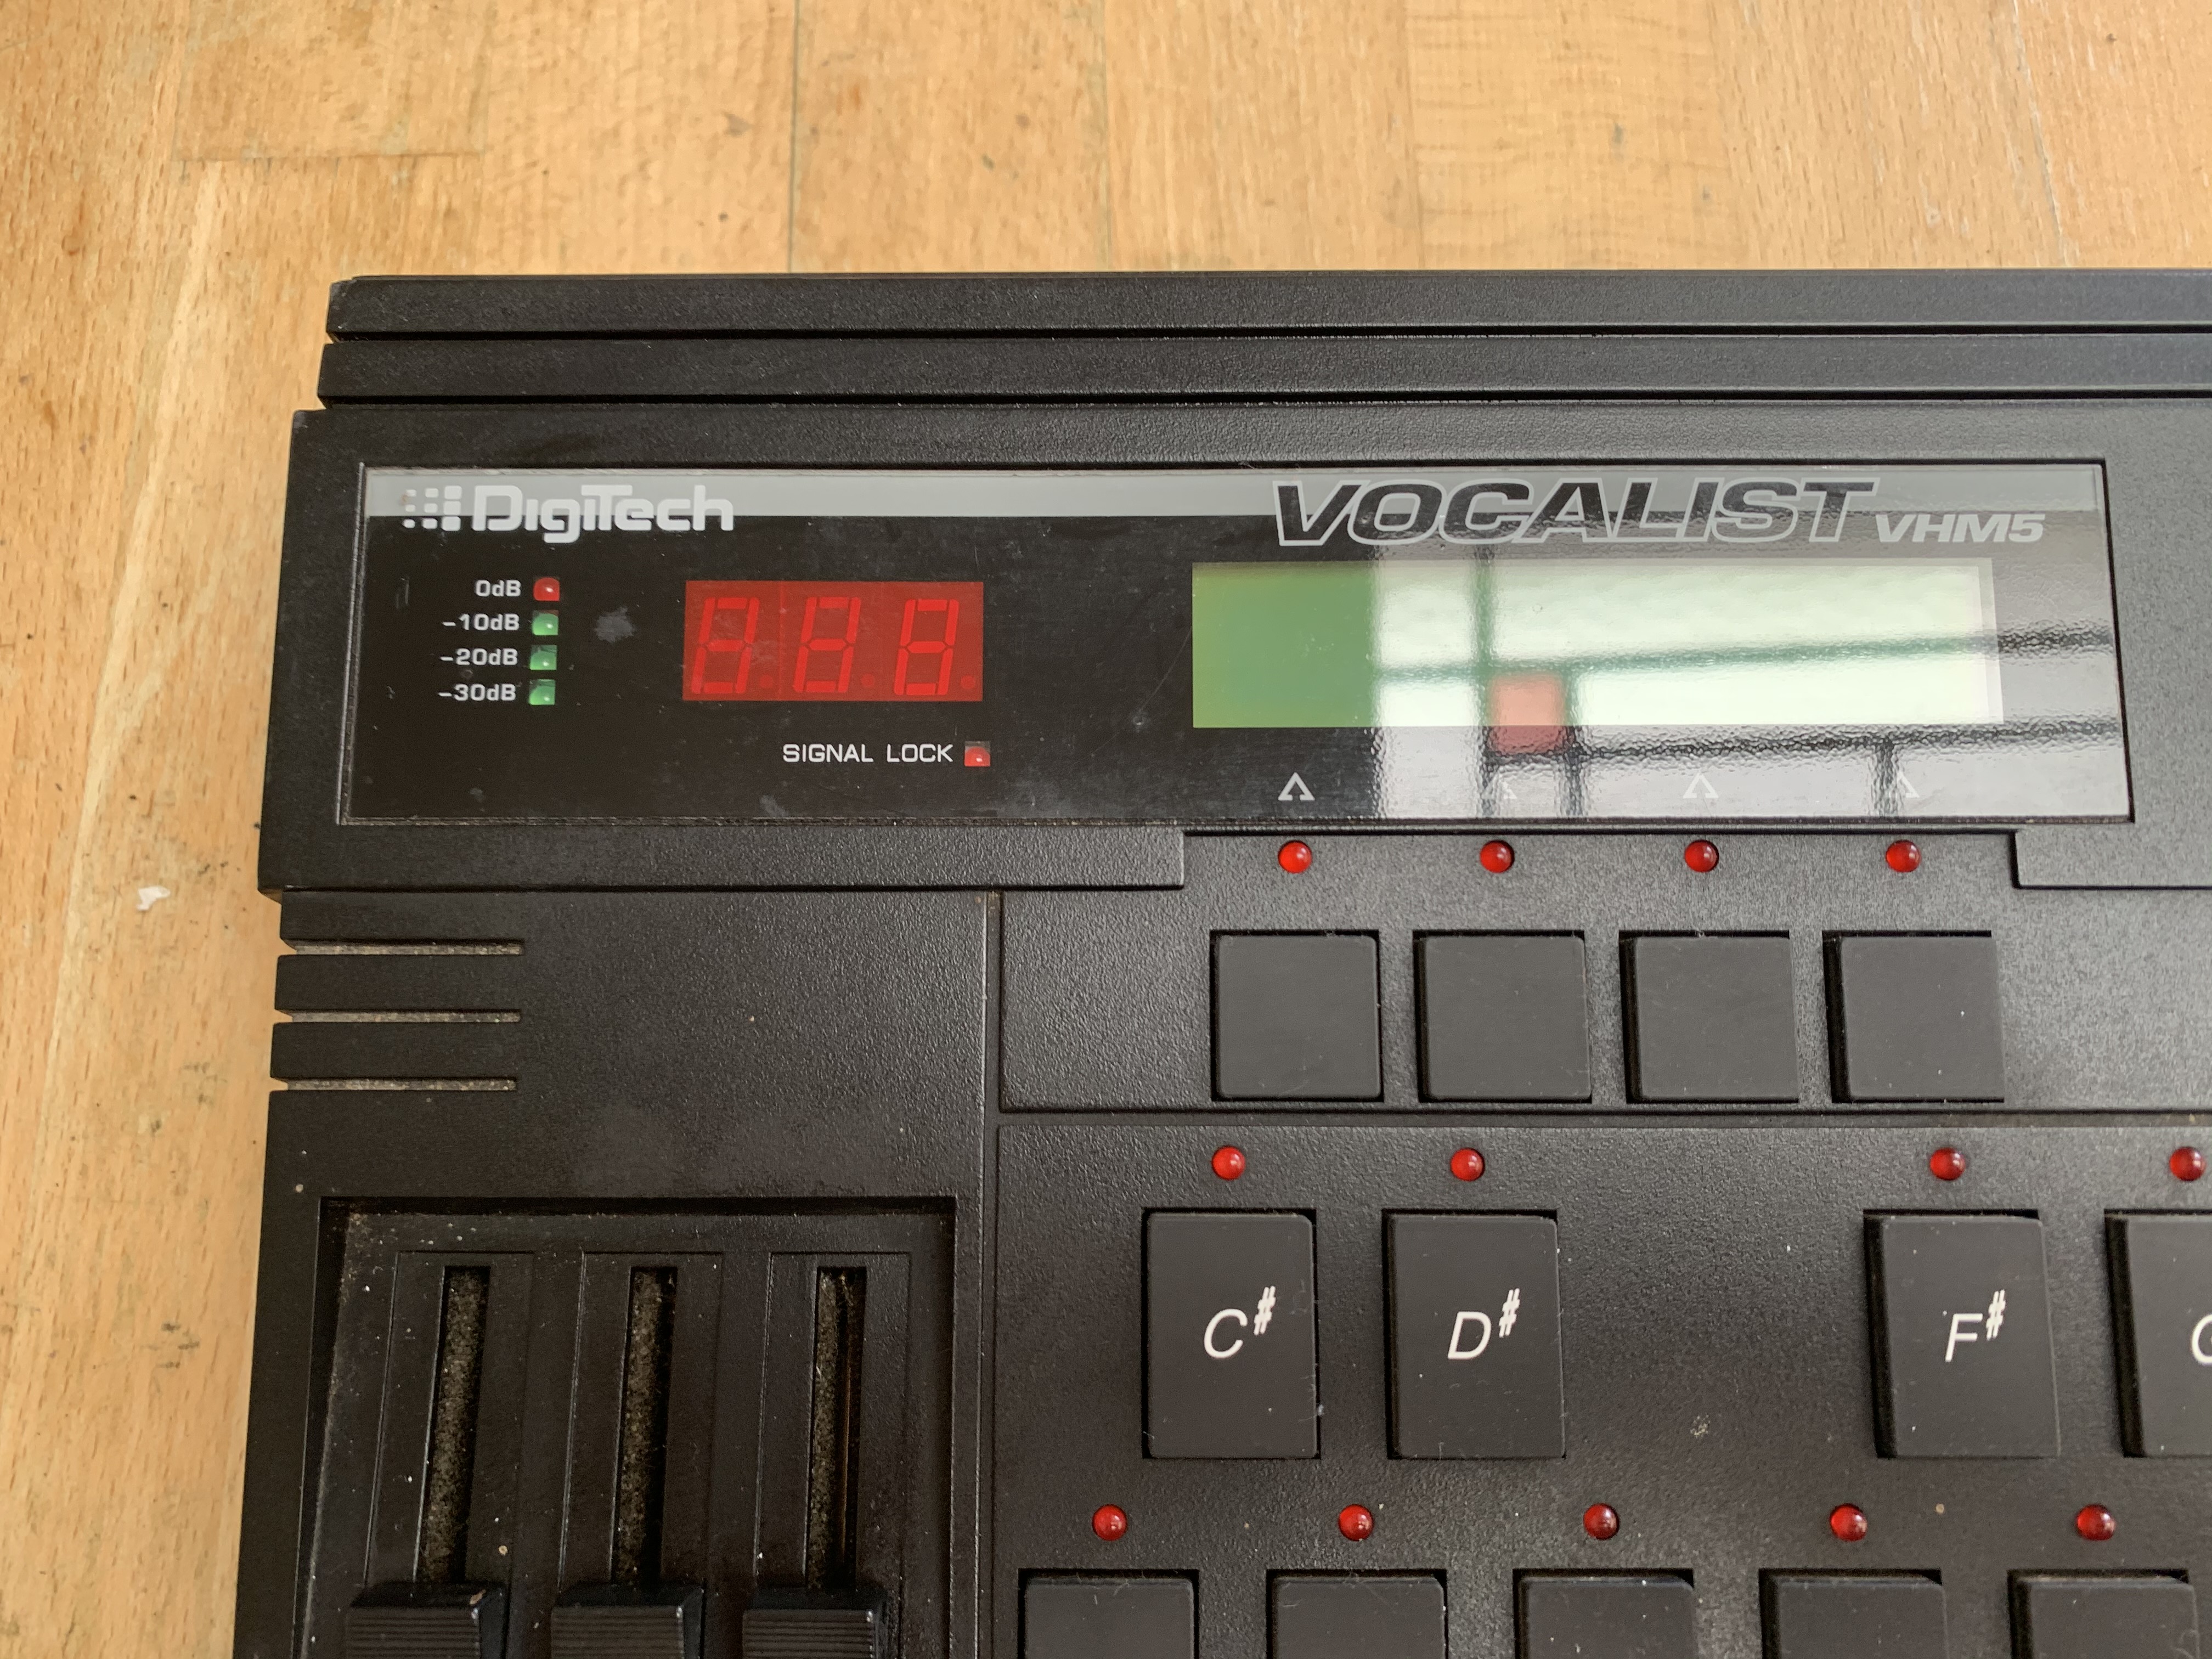 DigiTech
VOCALIST VHM5
0dB
-10dB
-20dB
-30dB
SIGNAL LOCK
C#
D#
F#